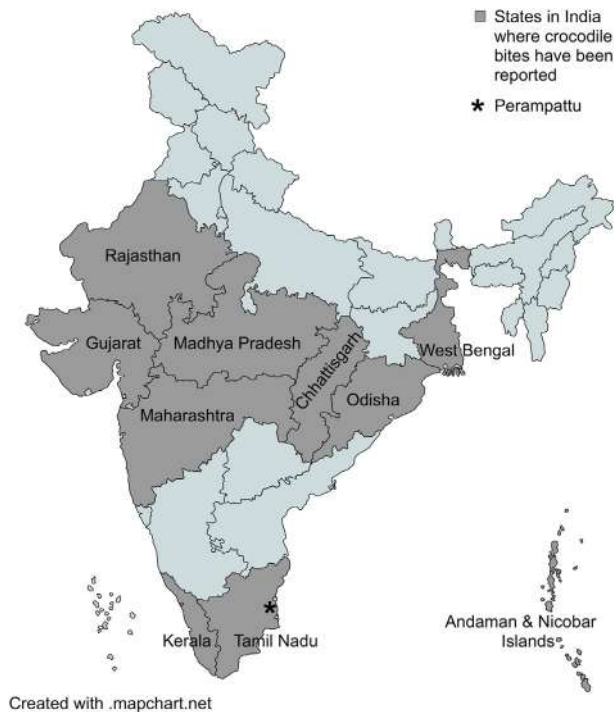 States in India
where crocodile
bites have been
reported
* Perampattu
Rajasthan
Gujarat
Madhya Pradesh
Chhattisgarh
West Bengal
Maharashtra
Odisha
Kerala
Tamil Nadu
Andaman & Nicobar
Islands
Created with .mapchart.net